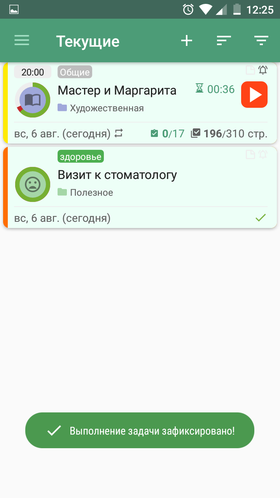 12:25
Текущие
20:00 Общие
Мастер и Маргарита 00:36
Художественная
вс, 6 авг. (сегодня) 0/17 196/310 стр.
здоровье
Визит к стоматологу
Полезное
вс, 6 авг. (сегодня)
Выполнение задачи зафиксировано!